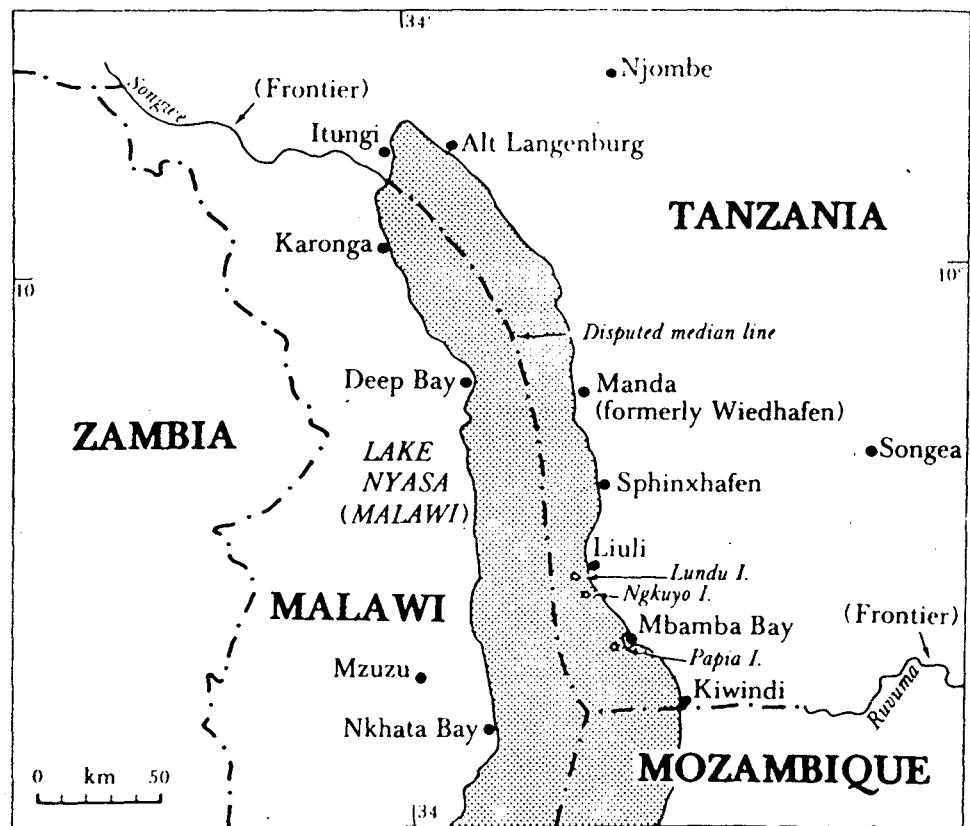 34°
Njombe
Songwe
(Frontier)
Itungi
Alt Langenburg
TANZANIA
Karonga
10°
10
Disputed median line
Deep Bay
Manda
(formerly Wiedhafen)
ZAMBIA
LAKE
NYASA
(MALAWI)
Songea
Sphinxhafen
Liuli
Lundu I.
Ngkuyo I.
MALAWI
(Frontier)
Mbamba Bay
Papia I.
Mzuzu
Kiwindi
Ruvuma
Nkhata Bay
MOZAMBIQUE
0 km 50
34